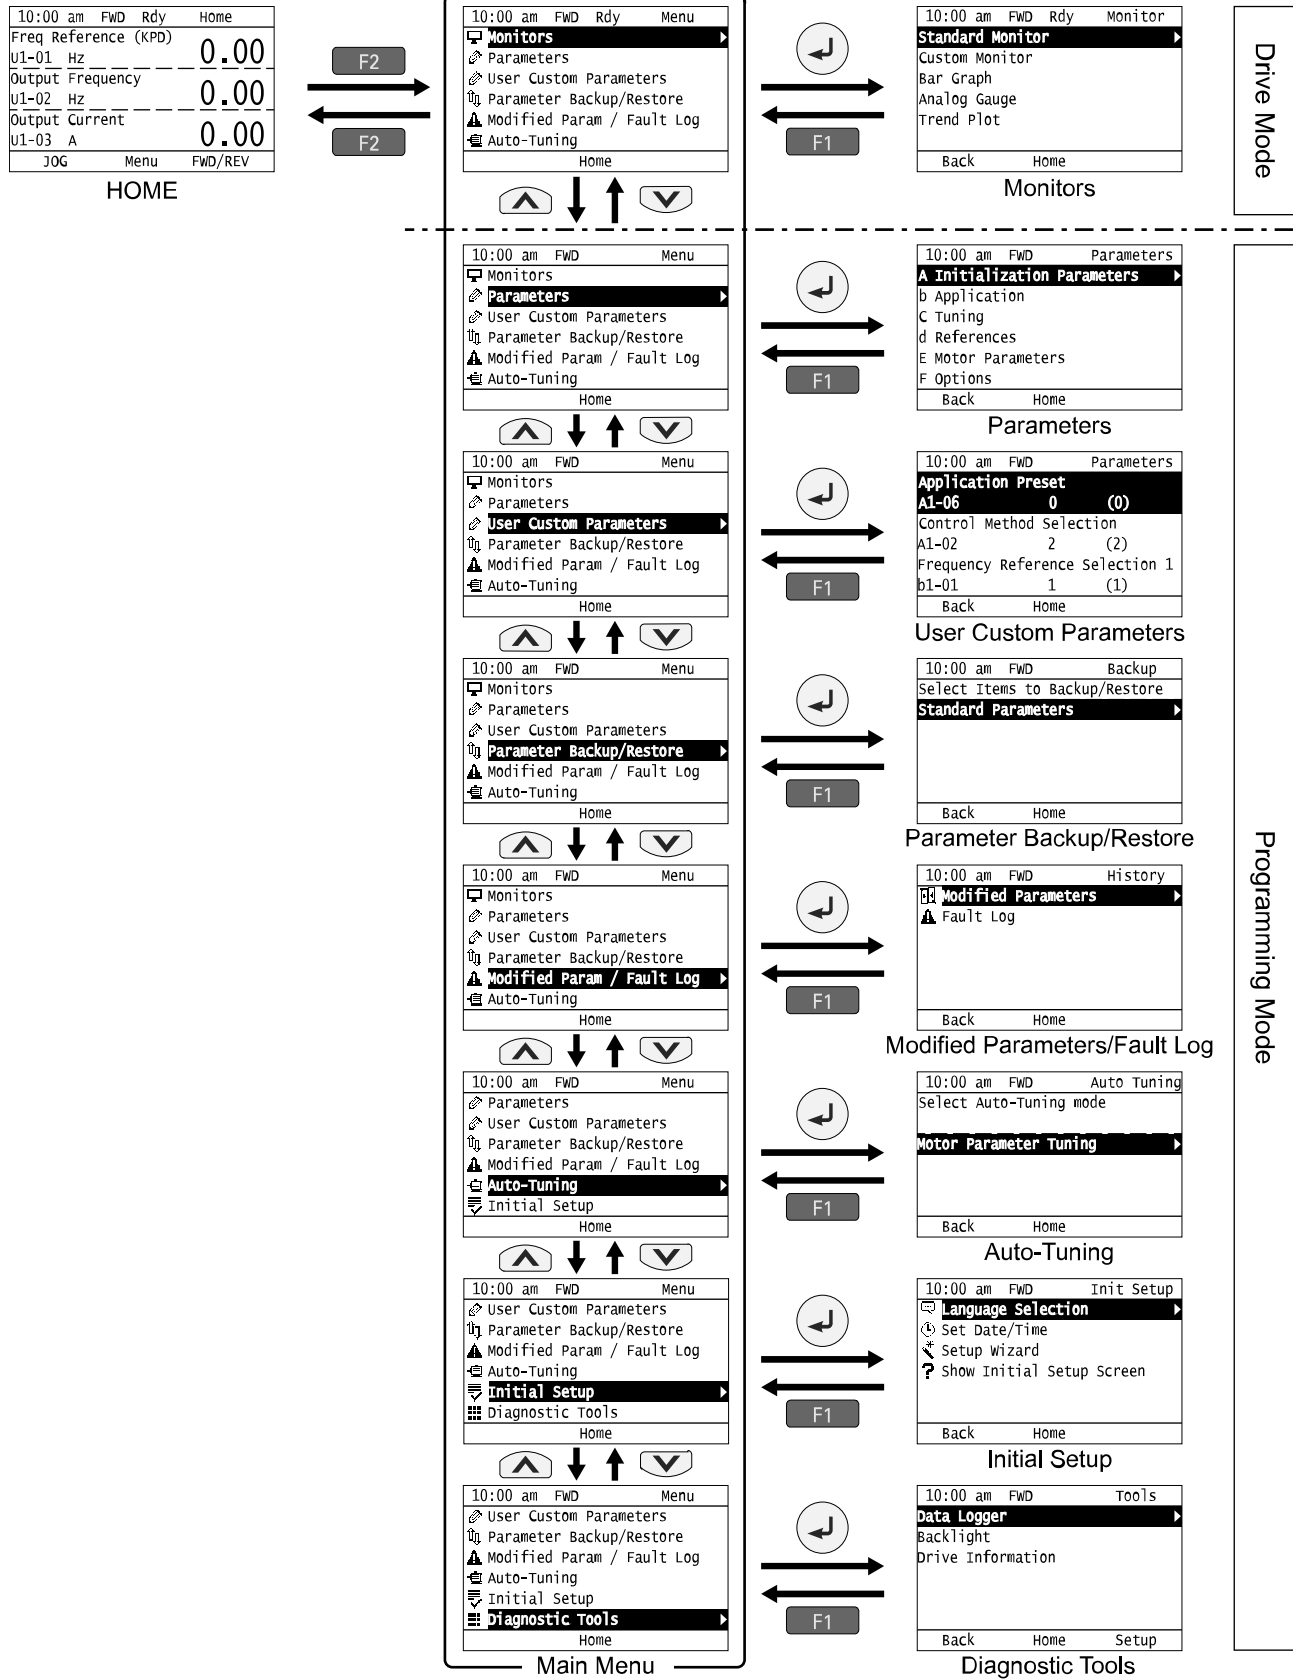 10:00 am FWD Rdy Home
Freq Reference (KPD)
U1-01 Hz 0.00
Output Frequency
U1-02 Hz 0.00
Output Current
U1-03 A 0.00
JOG Menu FWD/REV
HOME
F2
F2
10:00 am FWD Rdy Menu
Monitors
Parameters
User Custom Parameters
Parameter Backup/Restore
Modified Param / Fault Log
Auto-Tuning
Home
F1
10:00 am FWD Rdy Monitor
Standard Monitor
Custom Monitor
Bar Graph
Analog Gauge
Trend Plot
Back Home
Monitors
Drive Mode
10:00 am FWD Menu
Monitors
Parameters
User Custom Parameters
Parameter Backup/Restore
Modified Param / Fault Log
Auto-Tuning
Home
F1
10:00 am FWD Parameters
A Initialization Parameters
b Application
C Tuning
d References
E Motor Parameters
F Options
Back Home
Parameters
10:00 am FWD Menu
Monitors
Parameters
User Custom Parameters
Parameter Backup/Restore
Modified Param / Fault Log
Auto-Tuning
Home
F1
10:00 am FWD Parameters
Application Preset
A1-06 0 (0)
Control Method Selection
A1-02 2 (2)
Frequency Reference Selection 1
b1-01 1 (1)
Back Home
User Custom Parameters
10:00 am FWD Menu
Monitors
Parameters
User Custom Parameters
Parameter Backup/Restore
Modified Param / Fault Log
Auto-Tuning
Home
F1
10:00 am FWD Backup
Select Items to Backup/Restore
Standard Parameters
Back Home
Parameter Backup/Restore
10:00 am FWD Menu
Monitors
Parameters
User Custom Parameters
Parameter Backup/Restore
Modified Param / Fault Log
Auto-Tuning
Home
F1
10:00 am FWD History
Modified Parameters
Fault Log
Back Home
Modified Parameters/Fault Log
10:00 am FWD Menu
Parameters
User Custom Parameters
Parameter Backup/Restore
Modified Param / Fault Log
Auto-Tuning
Initial Setup
Home
F1
10:00 am FWD Auto Tuning
Select Auto-Tuning mode
Motor Parameter Tuning
Back Home
Auto-Tuning
10:00 am FWD Menu
User Custom Parameters
Parameter Backup/Restore
Modified Param / Fault Log
Auto-Tuning
Initial Setup
Diagnostic Tools
Home
F1
10:00 am FWD Init Setup
Language Selection
Set Date/Time
Setup Wizard
Show Initial Setup Screen
Back Home
Initial Setup
10:00 am FWD Menu
User Custom Parameters
Parameter Backup/Restore
Modified Param / Fault Log
Auto-Tuning
Initial Setup
Diagnostic Tools
Home
Main Menu
F1
10:00 am FWD Tools
Data Logger
Backlight
Drive Information
Back Home Setup
Diagnostic Tools
Programming Mode